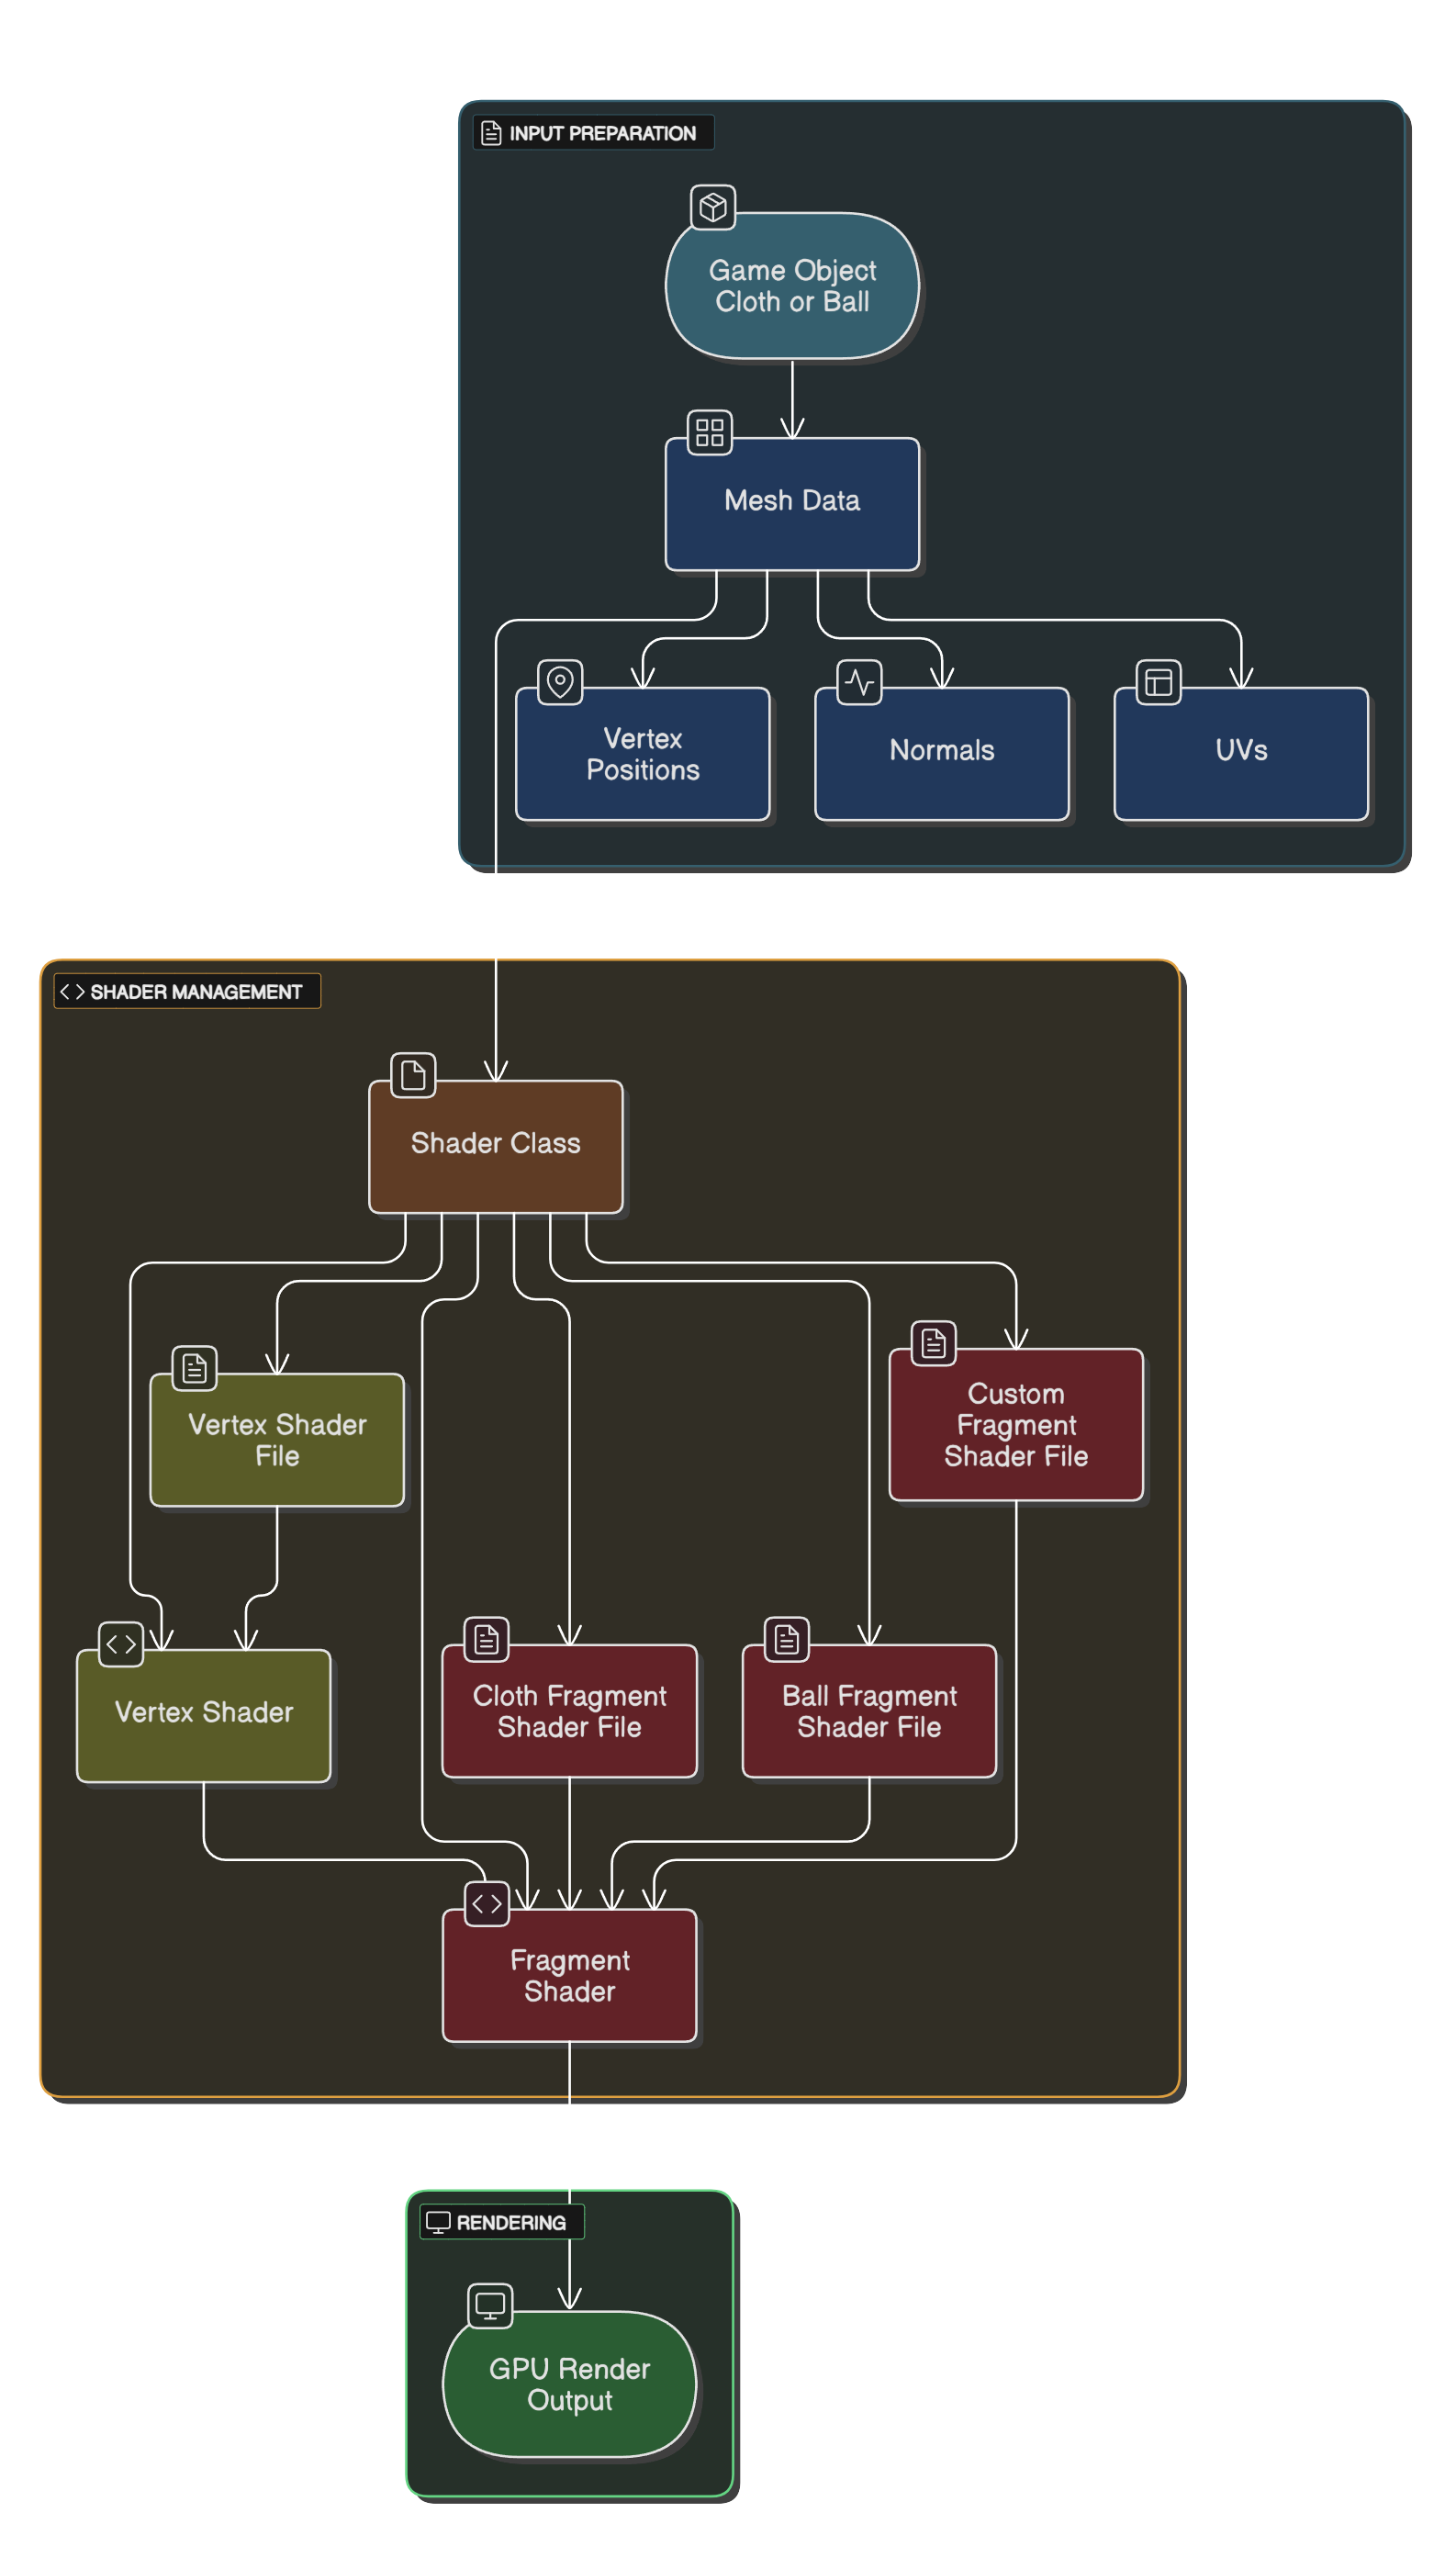 INPUT PREPARATION
Game Object
Cloth or Ball
Mesh Data
Vertex
Positions
Normals
UVs
SHADER MANAGEMENT
Shader Class
Vertex Shader
File
Custom
Fragment
Shader File
Vertex Shader
Cloth Fragment
Shader File
Ball Fragment
Shader File
Fragment
Shader
RENDERING
GPU Render
Output